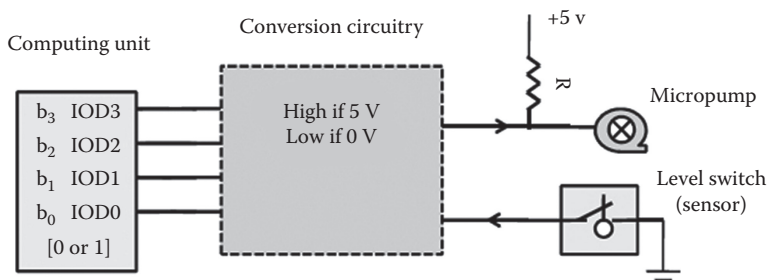 Computing unit
b3 IOD3
b2 IOD2
b1 IOD1
b0 IOD0
[0 or 1]
Conversion circuitry
High if 5 V
Low if 0 V
+5 v
R
Micropump
Level switch
(sensor)